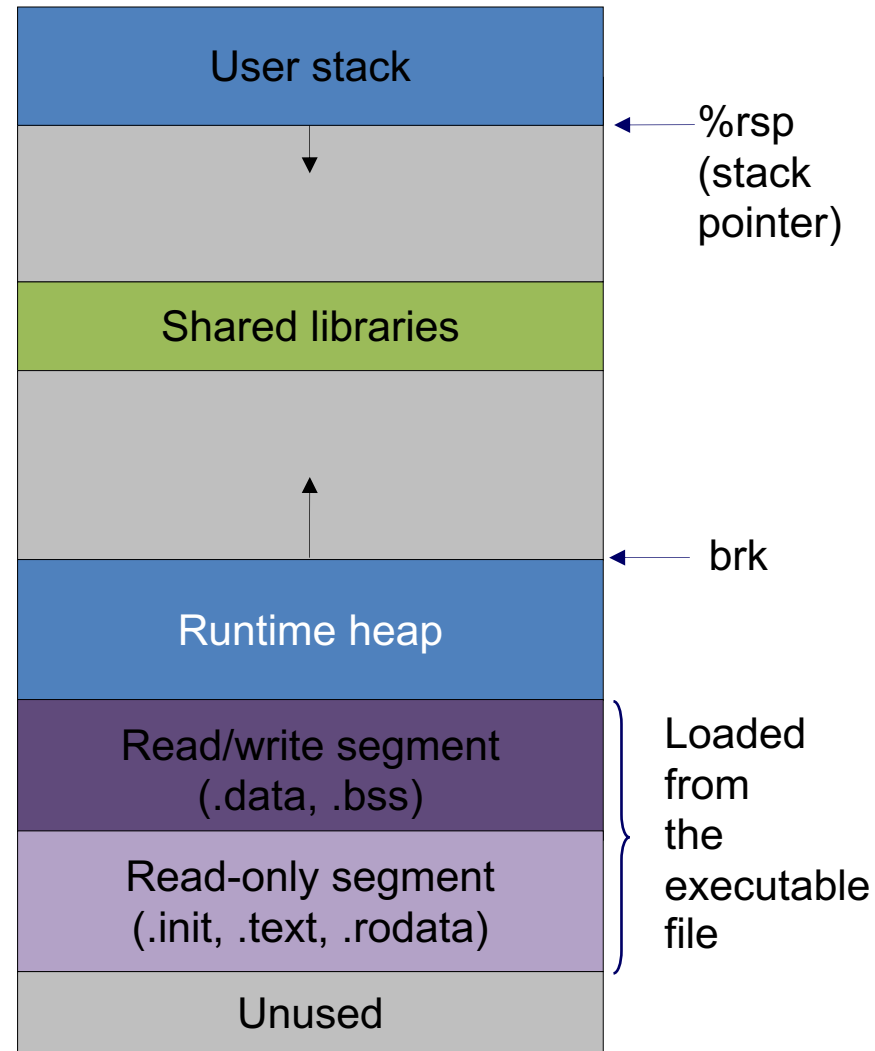 User stack
%rsp
(stack
pointer)
Shared libraries
brk
Runtime heap
Read/write segment
(.data, .bss)
Read-only segment
(.init, .text, .rodata)
Loaded
from
the
executable
file
Unused